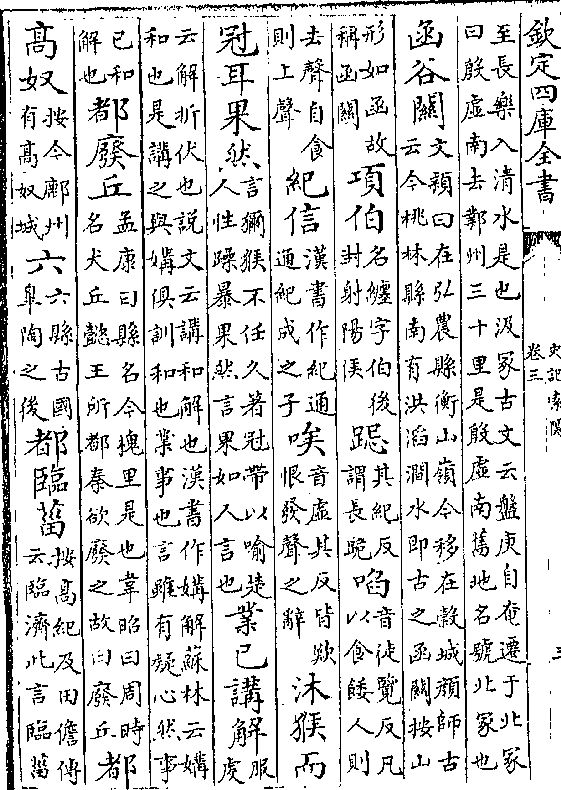 欽定四庫全書
史記索隱
卷三
三
至長樂入清水是也汲冢古文云盤庚自奄遷于北冢
曰殷虛南去鄴州三十里是殷虛南舊地名號北冢也
函谷關文穎曰在弘農縣衡山嶺今移在穀城顏師古
云今桃林縣南有洪滔澗水即古之函關按山
形如函故稱函關項伯名纏字伯後封射陽侯跽其紀反謂長跪啗音徒覽反凡以食餧人則
去聲自食則上聲紀信漢書作紀通通紀成之子唉音虛其反皆歎恨發聲之辭沐猴而
冠耳果然言獼猴不任久著冠帶以喻楚人性躁暴果然言果如人言也業已講解服虔
云解折伏也說文云講和解也漢書作媾解蘇林云媾
和也是講之與媾俱訓和也業事也言雖有疑心然事
已和解也都廢丘孟康曰縣名今槐里是也韋昭曰周時名犬丘懿王所都秦欲廢之故曰廢丘都
高奴按今鄜州有高奴城六六縣古國皋陶之後都臨菑按高紀及田儋傳云臨濟此言臨菑